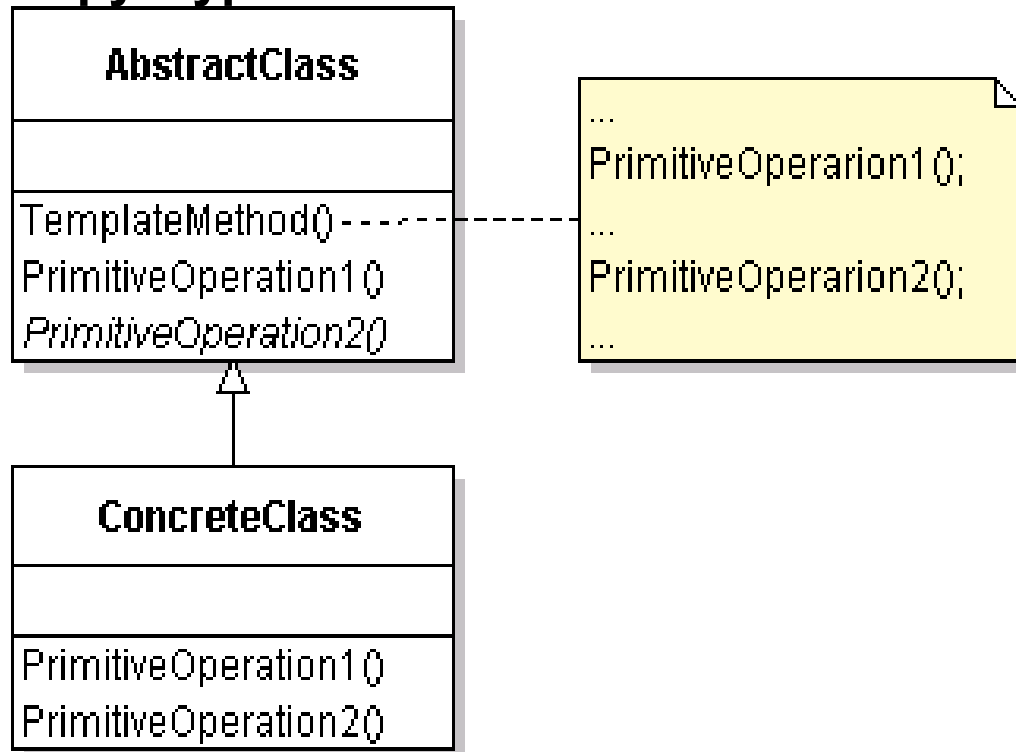 AbstractClass
TemplateMethod()
PrimitiveOperation1()
PrimitiveOperation2()
...
PrimitiveOperarion1();
...
PrimitiveOperarion2();
...
ConcreteClass
PrimitiveOperation1()
PrimitiveOperation2()